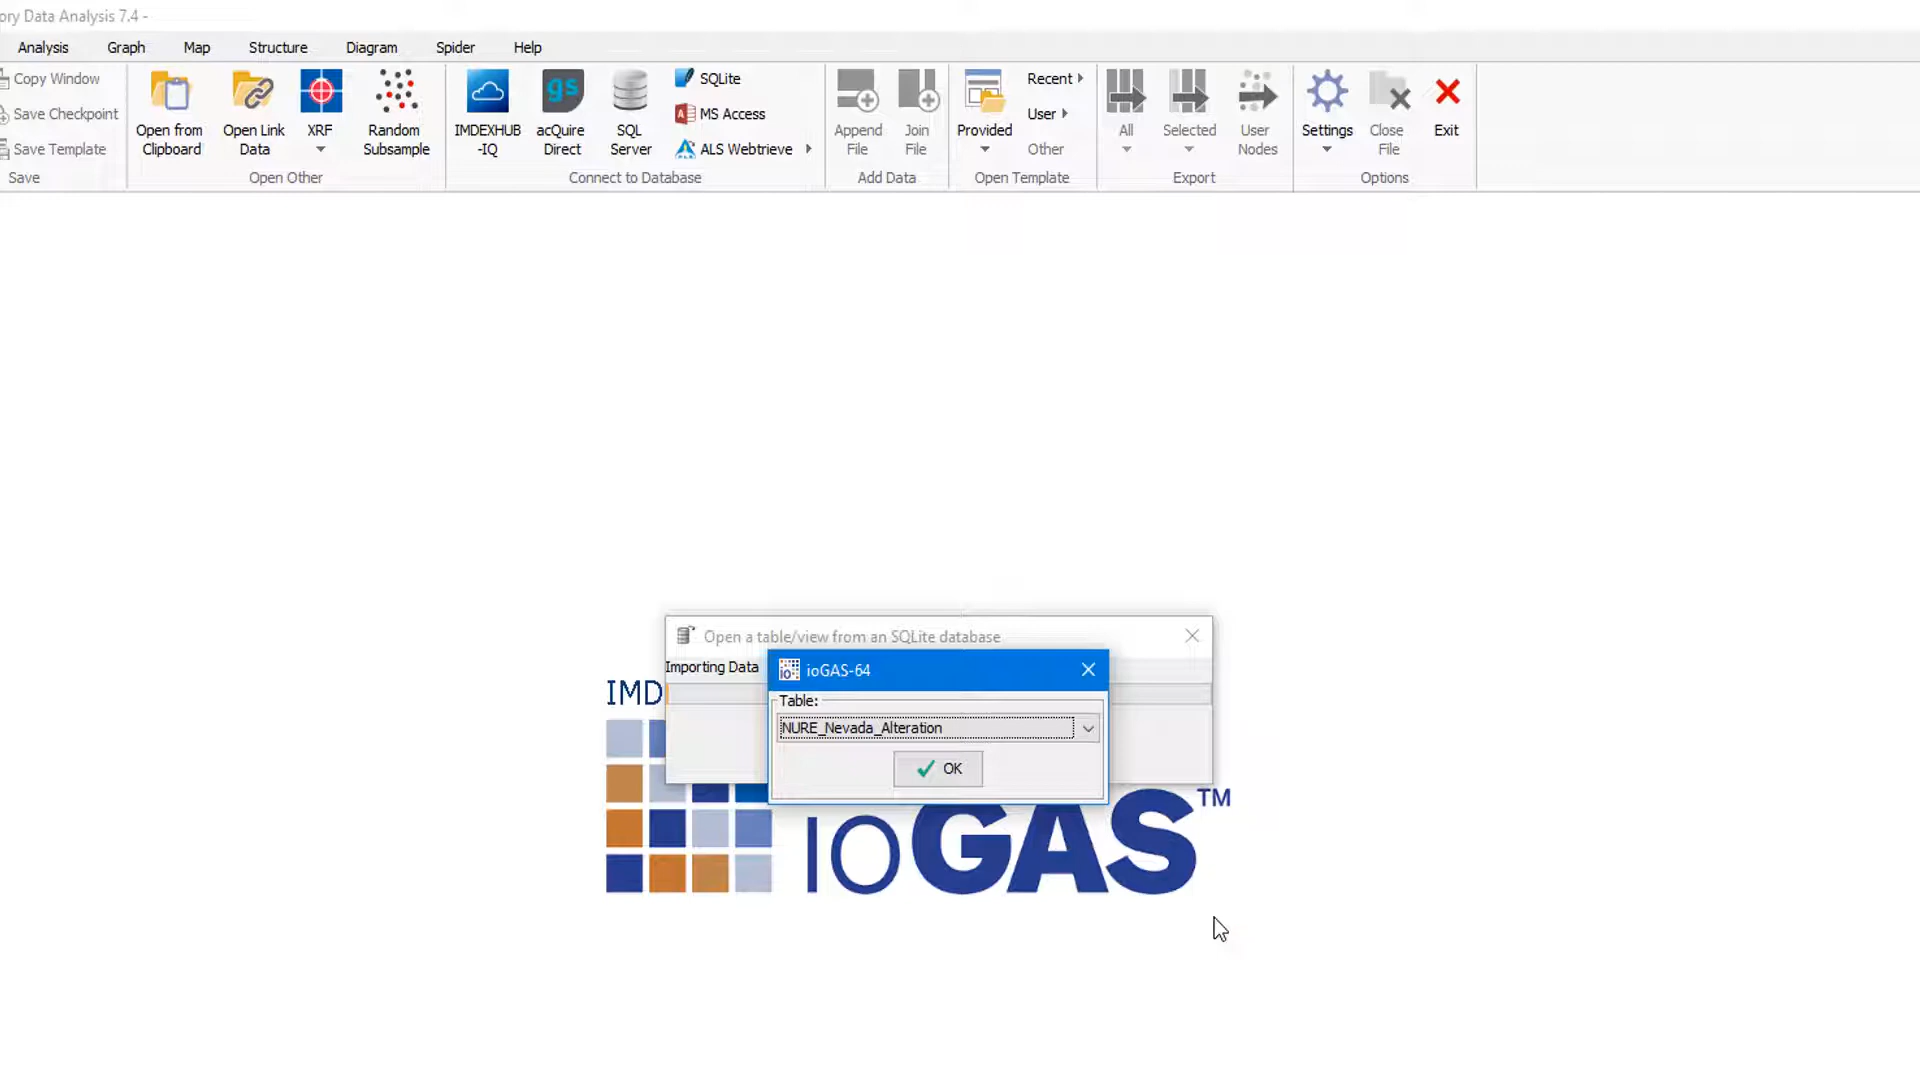 ory Data Analysis 7.4 -
Analysis Graph Map Structure Diagram Spider Help
Copy Window
Save Checkpoint
Save Template
Save
Open from Clipboard
Open Link Data
XRF
Random Subsample
Open Other
IMDEXHUB -IQ
gs
acQuire Direct
SQL Server
SQLite
MS Access
ALS Webtrieve
Connect to Database
Append File
Join File
Add Data
Provided
Recent
User
Other
Open Template
All
Selected
User Nodes
Export
Settings
Close File
Exit
Options
Open a table/view from an SQLite database
Importing Data
ioGAS-64
Table:
NURE_Nevada_Alteration
OK
IMD
ioGAS™